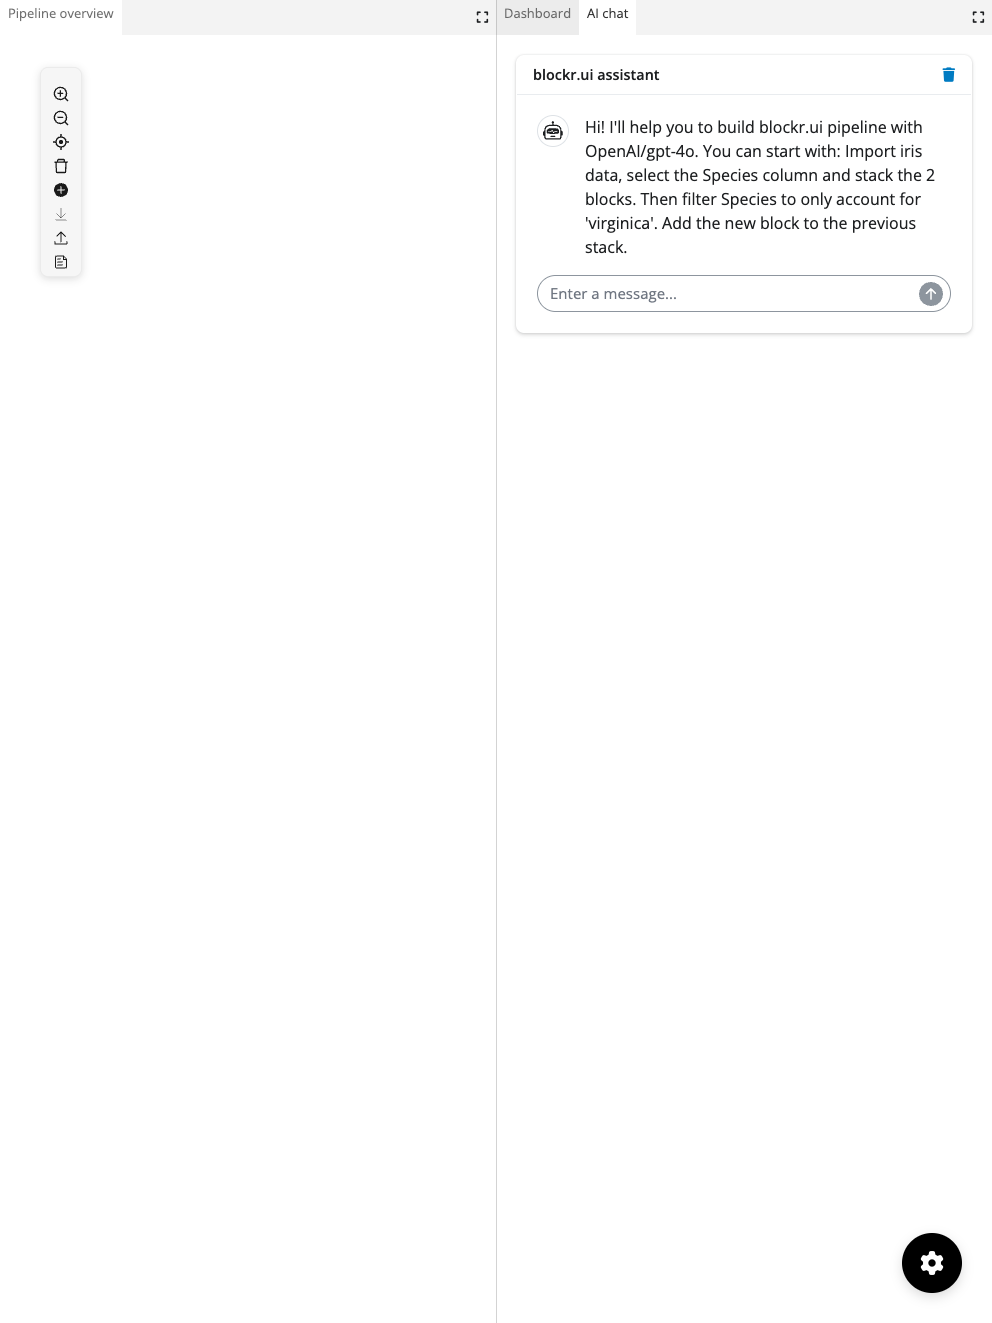 Pipeline overview
Dashboard
AI chat
blockr.ui assistant
Hi! I'll help you to build blockr.ui pipeline with
OpenAI/gpt-4o. You can start with: Import iris
data, select the Species column and stack the 2
blocks. Then filter Species to only account for
'virginica'. Add the new block to the previous
stack.
Enter a message...